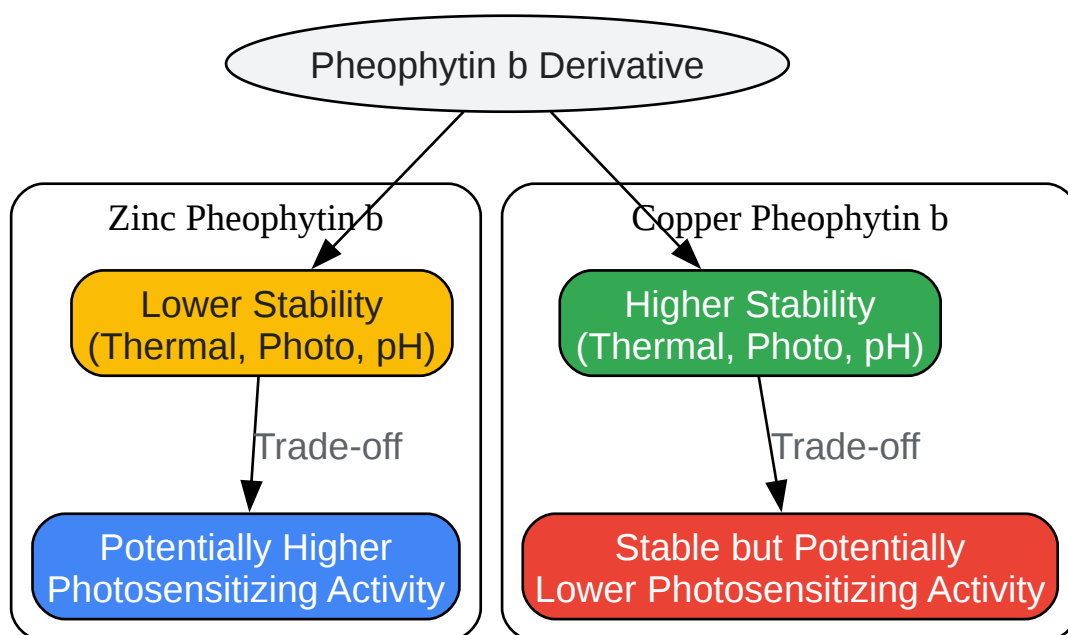 Pheophytin b Derivative
Zinc Pheophytin b
Lower Stability
(Thermal, Photo, pH)
Trade-off
Potentially Higher
Photosensitizing Activity
Copper Pheophytin b
Higher Stability
(Thermal, Photo, pH)
Trade-off
Stable but Potentially
Lower Photosensitizing Activity